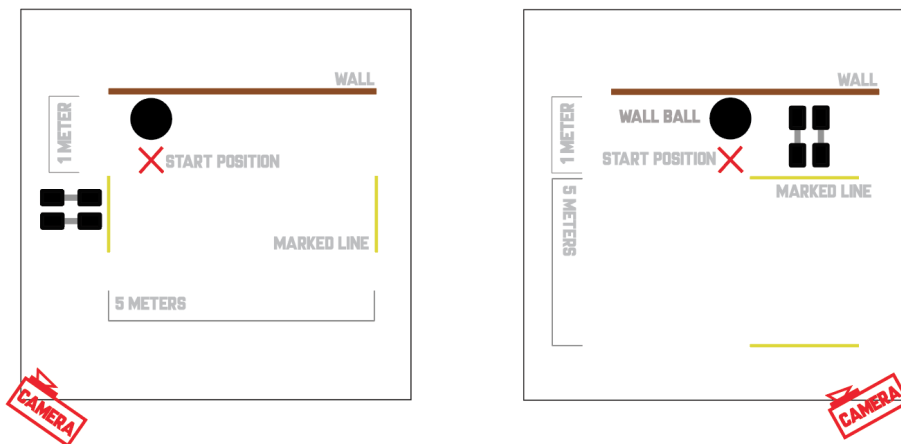 WALL
1 METER
START POSITION
MARKED LINE
5 METERS
CAMERA
WALL
1 METER
WALL BALL
START POSITION
MARKED LINE
5 METERS
CAMERA